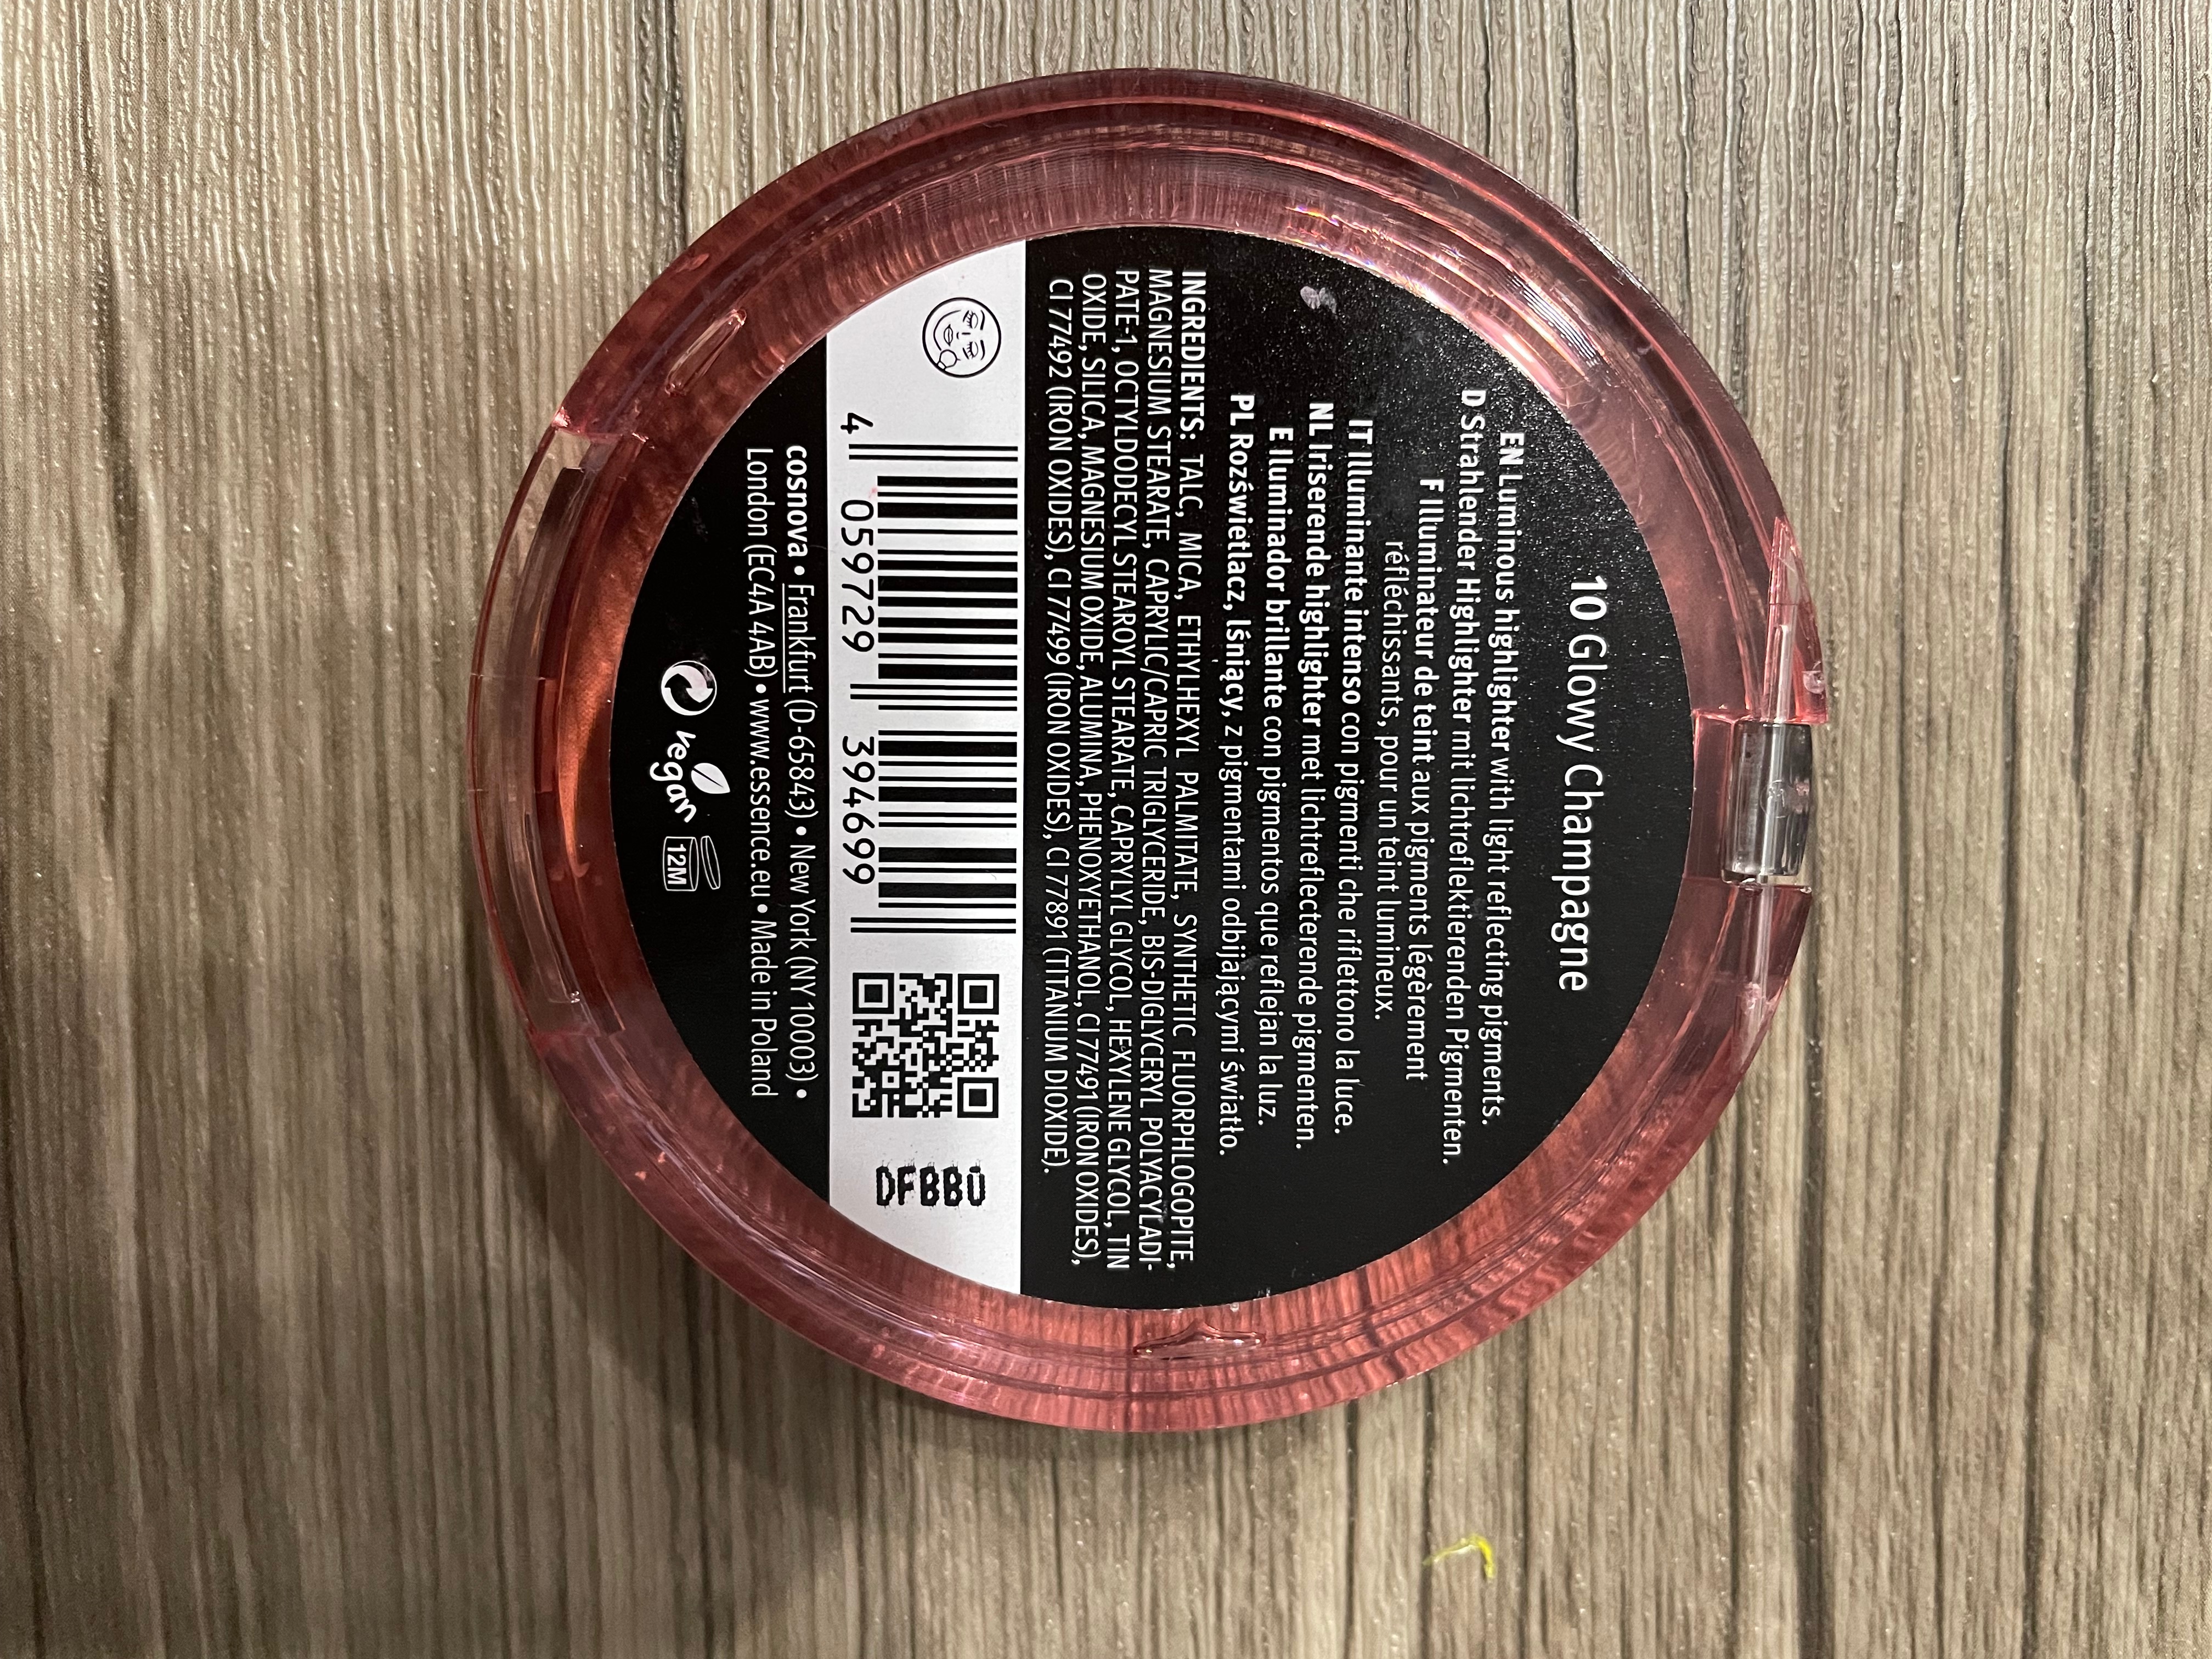 10 Glowy Champagne
EN Luminous highlighter with light reflecting pigments.
D Strahlender Highlighter mit lichtreflektierenden Pigmenten.
F Illuminateur de teint aux pigments légèrement
réfléchissants, pour un teint lumineux.
IT Illuminante intenso con pigmenti che riflettono la luce.
NL Iriserende highlighter met lichtreflecterende pigmenten.
E Iluminador brillante con pigmentos que reflejan la luz.
PL Rozświetlacz, lśniący, z pigmentami odbijającymi światło.
INGREDIENTS: TALC, MICA, ETHYLHEXYL PALMITATE, SYNTHETIC FLUORPHLOGOPITE,
MAGNESIUM STEARATE, CAPRYLIC/CAPRIC TRIGLYCERIDE, BIS-DIGLYCERYL POLYACYLADI-
PATE-1, OCTYLDODECYL STEAROYL STEARATE, CAPRYLYL GLYCOL, HEXYLENE GLYCOL, TIN
OXIDE, SILICA, MAGNESIUM OXIDE, ALUMINA, PHENOXYETHANOL, CI 77491 (IRON OXIDES),
CI 77492 (IRON OXIDES), CI 77499 (IRON OXIDES), CI 77891 (TITANIUM DIOXIDE).
4 059729 394699
DFBB0
cosnova • Frankfurt (D-65843) • New York (NY 10003) •
London (EC4A 4AB) • www.essence.eu • Made in Poland
vegan
12M